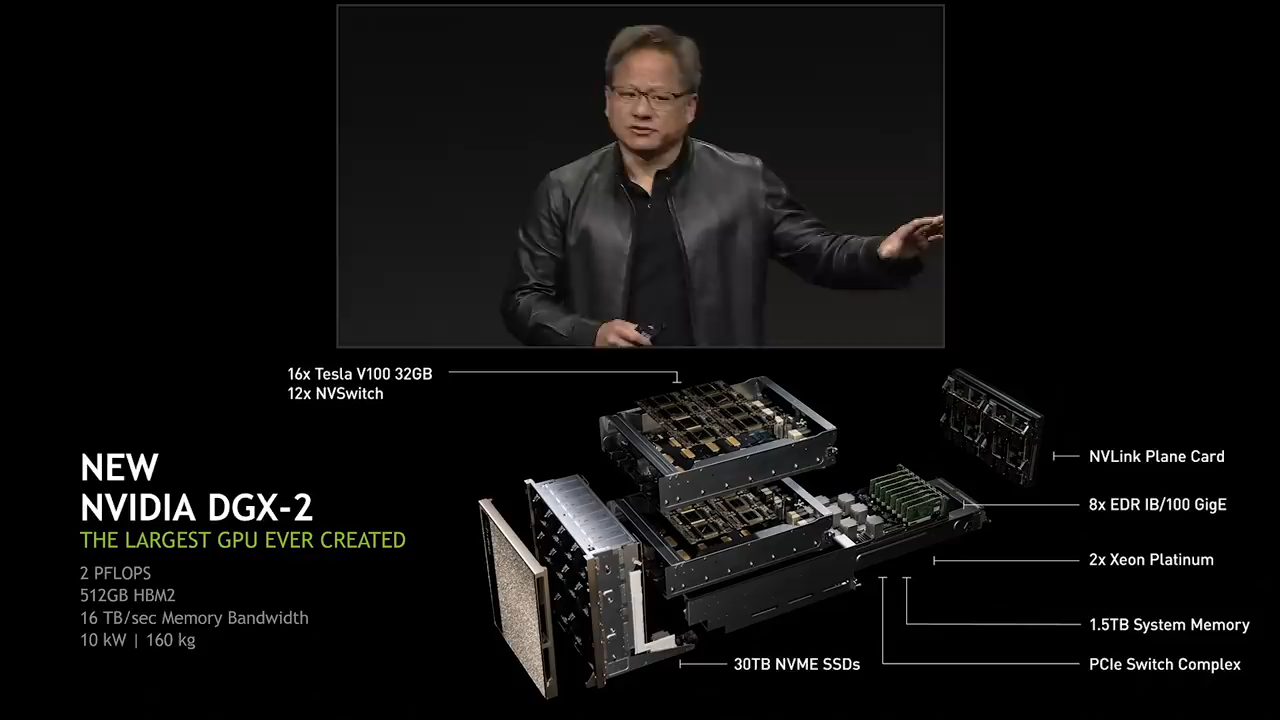 16x Tesla V100 32GB
12x NVSwitch
NEW
NVIDIA DGX-2
THE LARGEST GPU EVER CREATED
2 PFLOPS
512GB HBM2
16 TB/sec Memory Bandwidth
10 kW | 160 kg
NVLink Plane Card
8x EDR IB/100 GigE
2x Xeon Platinum
1.5TB System Memory
PCIe Switch Complex
30TB NVME SSDs